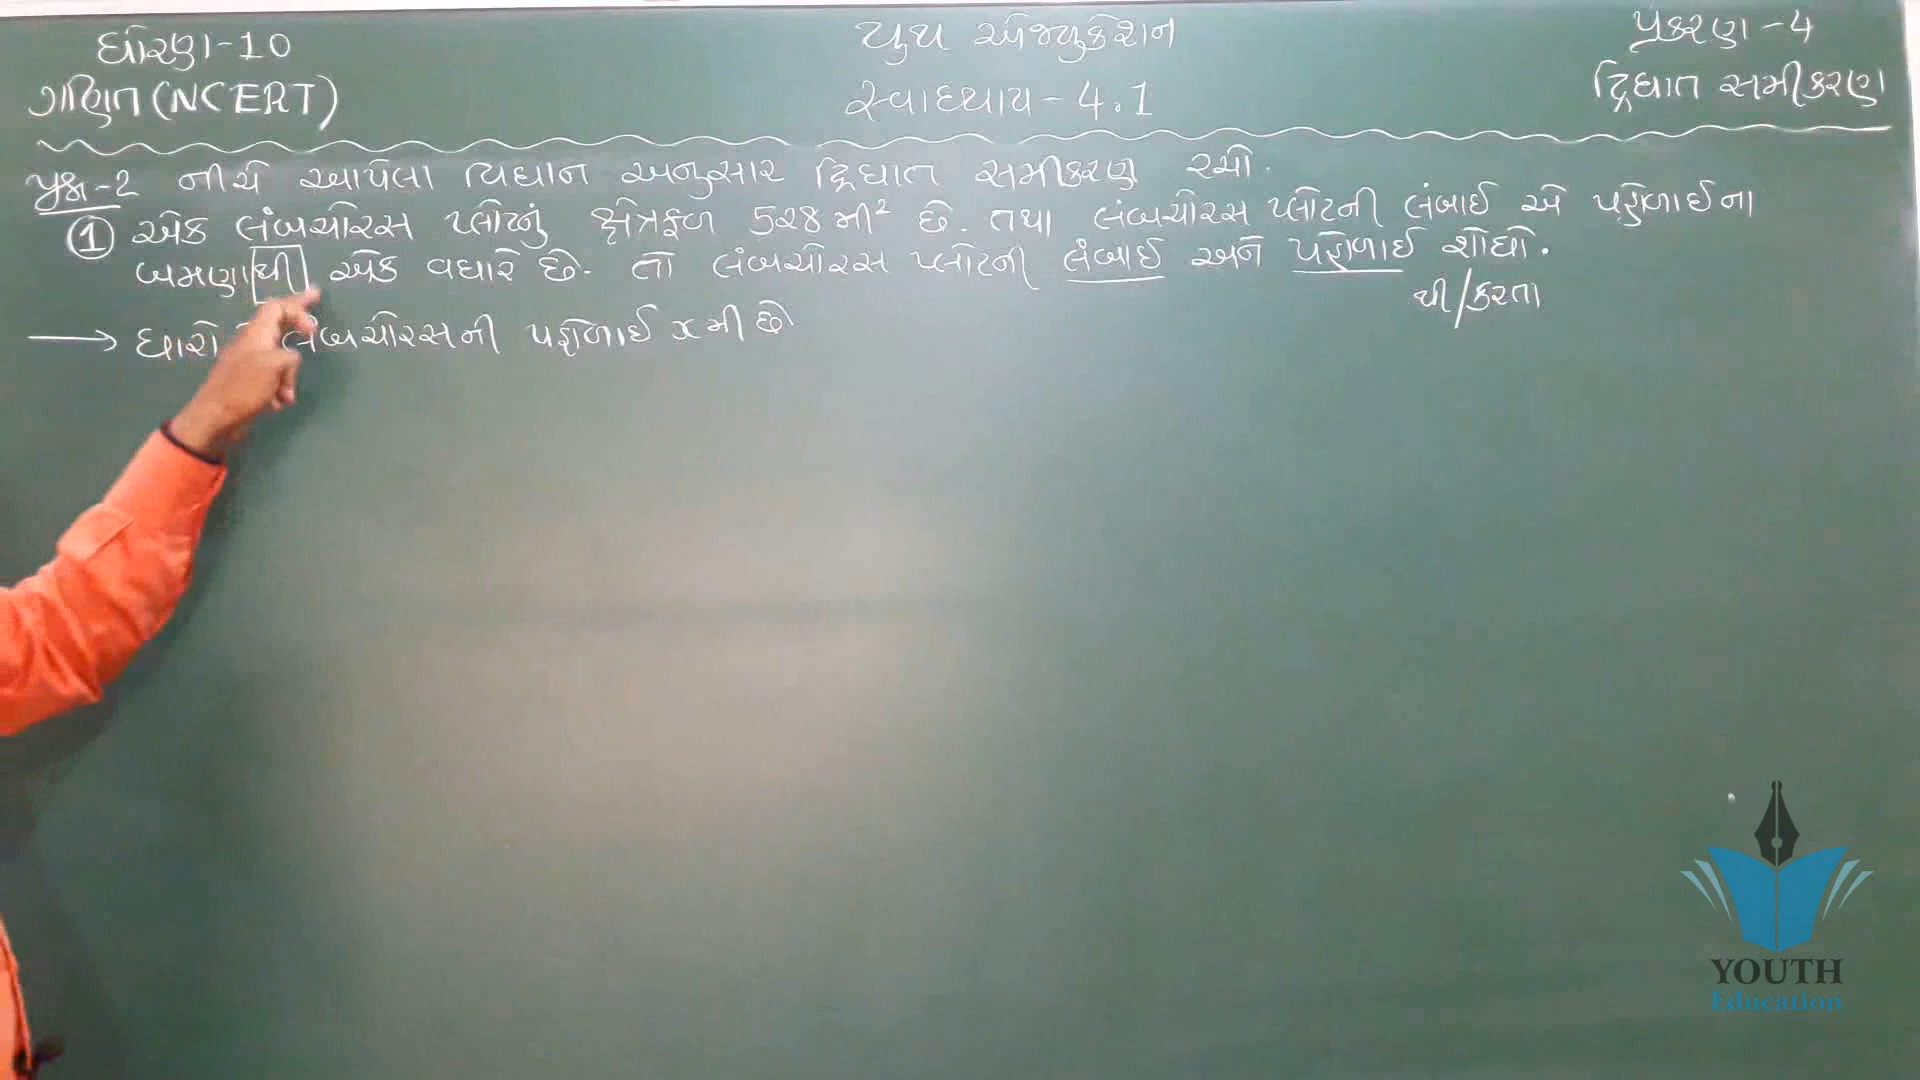 ધોરણ-10
ગણિત (NCERT)
યુથ એજ્યુકેશન
સ્વાધ્યાય - 4.1
પ્રકરણ - 4
દ્વિઘાત સમીકરણ
પ્રશ્ન-2 નીચે આપેલા વિધાન અનુસાર દ્વિઘાત સમીકરણ રચો.
① એક લંબચોરસ પ્લોટનું ક્ષેત્રફળ 528 મી² છે. તથા લંબચોરસ પ્લોટની લંબાઈ એ પહોળાઈના
બમણાથી એક વધારે છે. તો લંબચોરસ પ્લોટની લંબાઈ અને પહોળાઈ શોધો.
થી/કરતા
→ ધારો લંબચોરસની પહોળાઈ x મી છે
YOUTH
Education